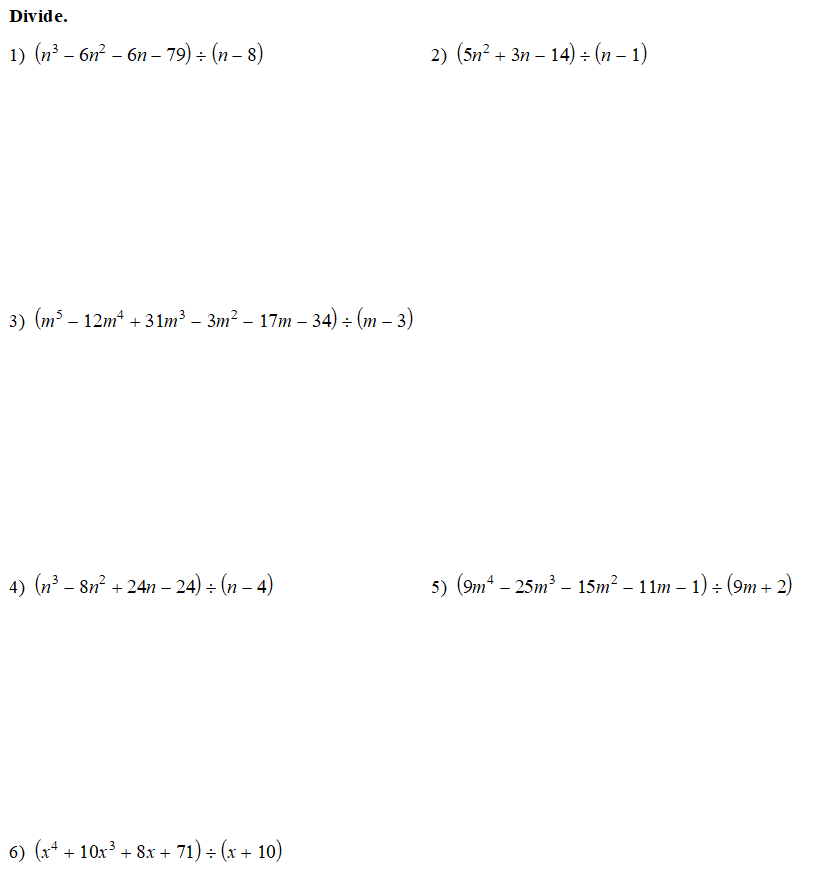 Divide.
1) (n³ – 6n² – 6n – 79) ÷ (n – 8)
2) (5n² + 3n – 14) ÷ (n – 1)
3) (m⁵ – 12m⁴ + 31m³ – 3m² – 17m – 34) ÷ (m – 3)
4) (n³ – 8n² + 24n – 24) ÷ (n – 4)
5) (9m⁴ – 25m³ – 15m² – 11m – 1) ÷ (9m + 2)
6) (x⁴ + 10x³ + 8x + 71) ÷ (x + 10)